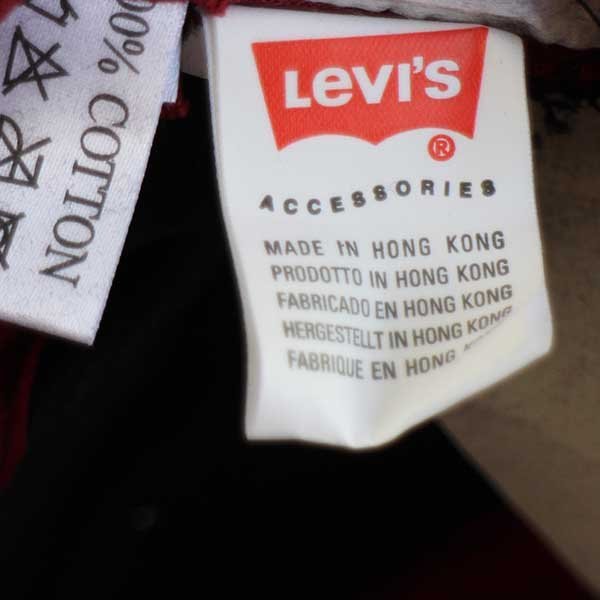 100% COTTON
LEVI'S
®
ACCESSORIES
MADE IN HONG KONG
PRODOTTO IN HONG KONG
FABRICADO EN HONG KONG
HERGESTELLT IN HONG KONG
FABRIQUE EN HONG